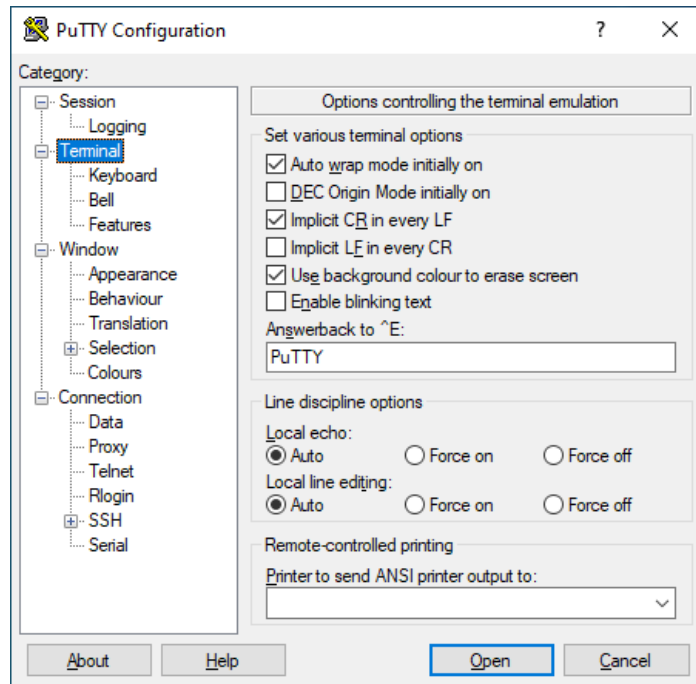 PuTTY Configuration
?
Category:
Session
Logging
Terminal
Keyboard
Bell
Features
Window
Appearance
Behaviour
Translation
Selection
Colours
Connection
Data
Proxy
Telnet
Rlogin
SSH
Serial
Options controlling the terminal emulation
Set various terminal options
Auto wrap mode initially on
DEC Origin Mode initially on
Implicit CR in every LF
Implicit LF in every CR
Use background colour to erase screen
Enable blinking text
Answerback to ^E:
PuTTY
Line discipline options
Local echo:
Auto Force on Force off
Local line editing:
Auto Force on Force off
Remote-controlled printing
Printer to send ANSI printer output to:
About Help Open Cancel